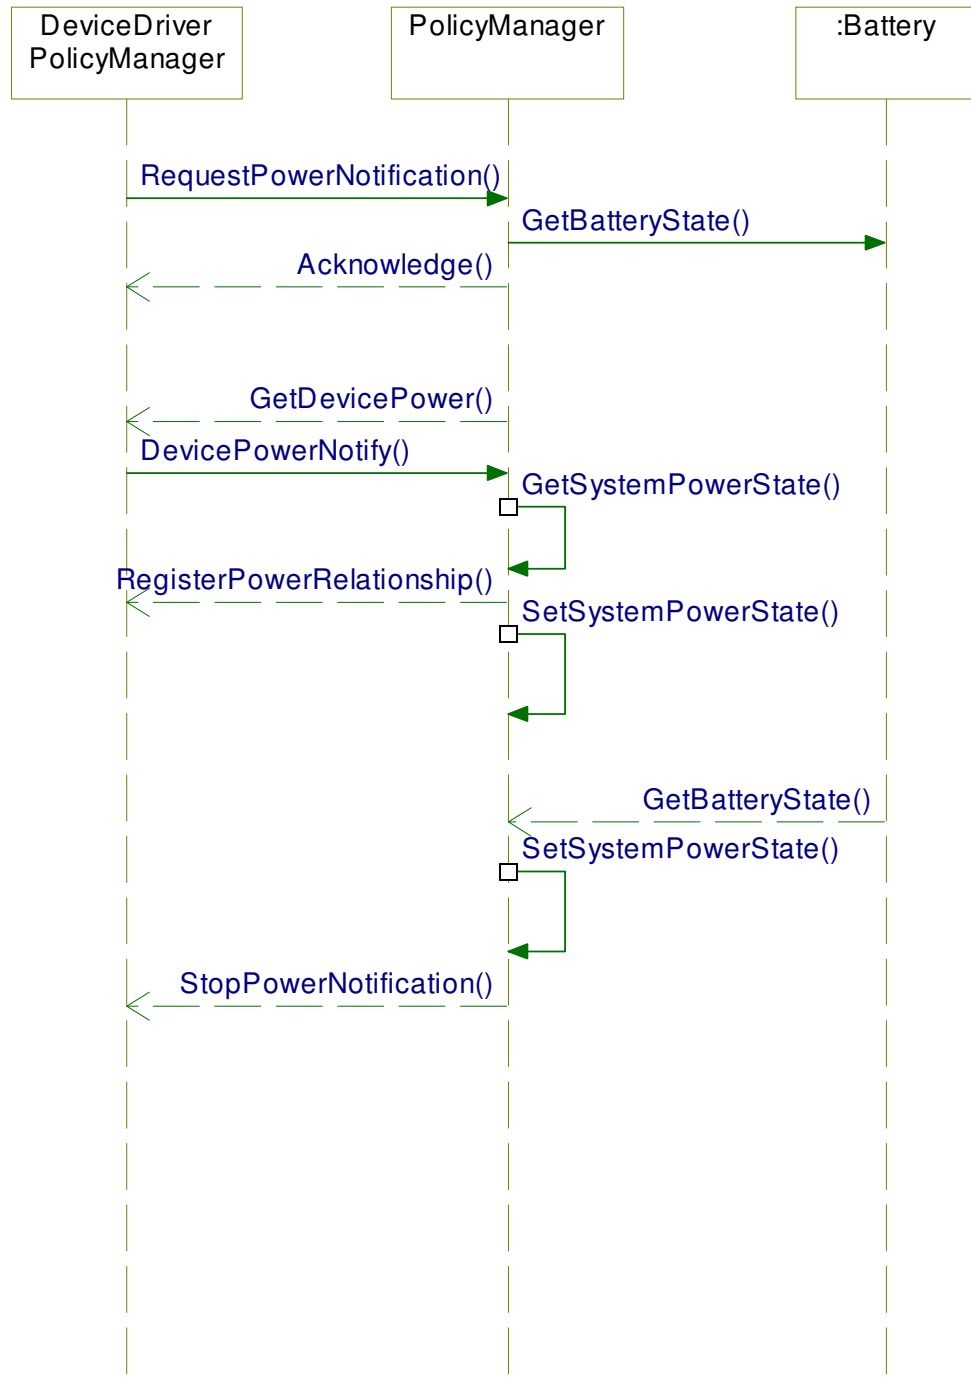 DeviceDriver
PolicyManager
PolicyManager
:Battery
RequestPowerNotification()
GetBatteryState()
Acknowledge()
GetDevicePower()
DevicePowerNotify()
GetSystemPowerState()
RegisterPowerRelationship()
SetSystemPowerState()
GetBatteryState()
SetSystemPowerState()
StopPowerNotification()